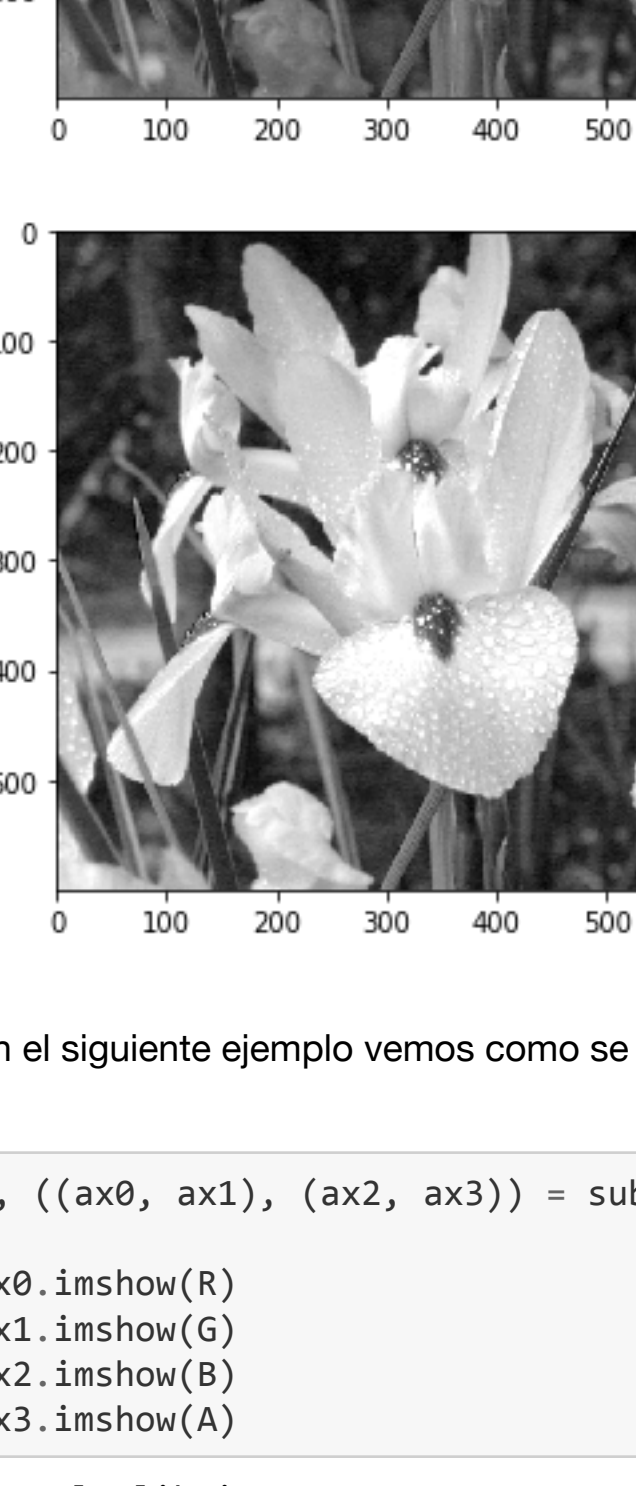 0 100 200 300 400 500
0
00
200
300
400
500
0 100 200 300 400 500
n el siguiente ejemplo vemos como se
, ((ax0, ax1), (ax2, ax3)) = sub
x0.imshow(R)
x1.imshow(G)
x2.imshow(B)
x3.imshow(A)